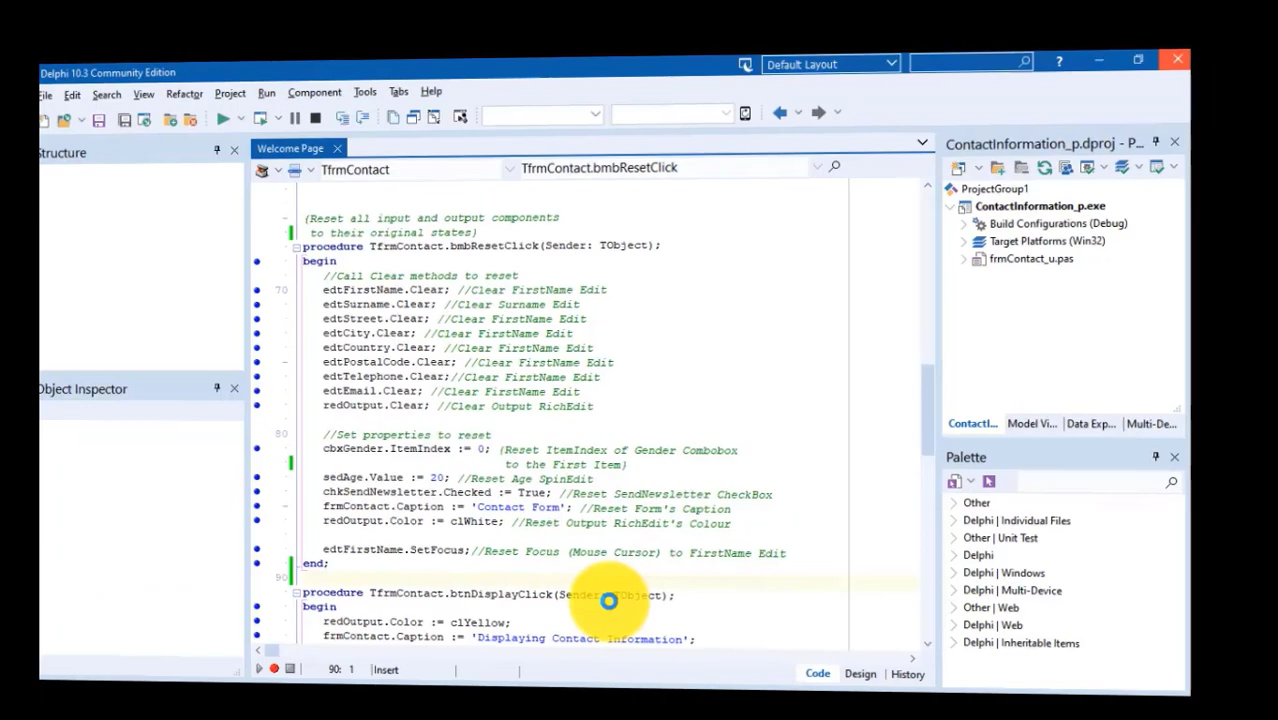 Delphi 10.3 Community Edition
Default Layout
?
File Edit Search View Refactor Project Run Component Tools Tabs Help
Structure
Welcome Page
TfrmContact
TfrmContact.bmbResetClick
{Reset all input and output components
to their original states}
procedure TfrmContact.bmbResetClick(Sender: TObject);
begin
//Call Clear methods to reset
70 edtFirstName.Clear; //Clear FirstName Edit
edtSurname.Clear; //Clear Surname Edit
edtStreet.Clear; //Clear FirstName Edit
edtCity.Clear; //Clear FirstName Edit
edtCountry.Clear; //Clear FirstName Edit
edtPostalCode.Clear; //Clear FirstName Edit
edtTelephone.Clear;//Clear FirstName Edit
edtEmail.Clear; //Clear FirstName Edit
redOutput.Clear; //Clear Output RichEdit
80 //Set properties to reset
cbxGender.ItemIndex := 0; {Reset ItemIndex of Gender Combobox
to the First Item}
sedAge.Value := 20; //Reset Age SpinEdit
chkSendNewsletter.Checked := True; //Reset SendNewsletter CheckBox
frmContact.Caption := 'Contact Form'; //Reset Form's Caption
redOutput.Color := clWhite; //Reset Output RichEdit's Colour
edtFirstName.SetFocus;//Reset Focus (Mouse Cursor) to FirstName Edit
end;
90
procedure TfrmContact.btnDisplayClick(Sender: TObject);
begin
redOutput.Color := clYellow;
frmContact.Caption := 'Displaying Contact Information';
90: 1 Insert
Code Design History
Object Inspector
ContactInformation_p.dproj - P...
ProjectGroup1
ContactInformation_p.exe
Build Configurations (Debug)
Target Platforms (Win32)
frmContact_u.pas
ContactI... Model Vi... Data Exp... Multi-De...
Palette
Other
Delphi | Individual Files
Other | Unit Test
Delphi
Delphi | Windows
Delphi | Multi-Device
Other | Web
Delphi | Web
Delphi | Inheritable Items